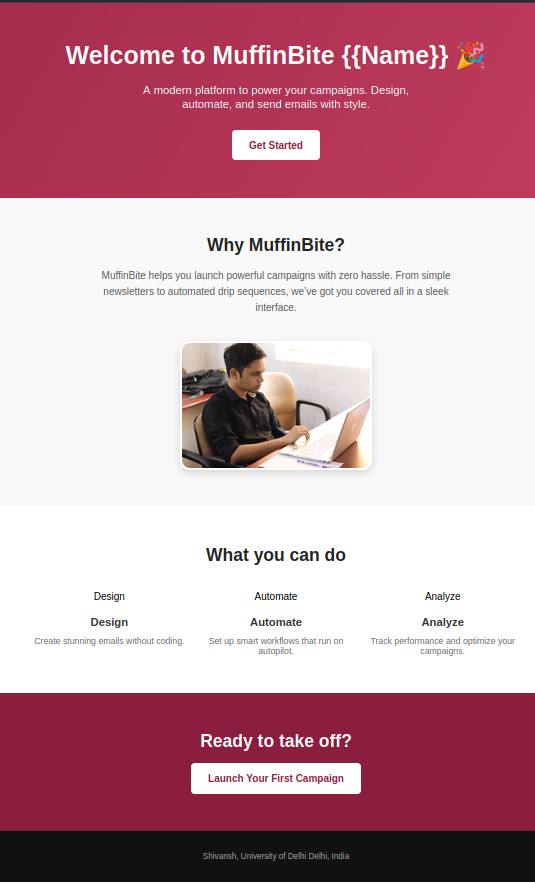 Welcome to MuffinBite {{Name}} 🎉
A modern platform to power your campaigns. Design,
automate, and send emails with style.
Get Started
Why MuffinBite?
MuffinBite helps you launch powerful campaigns with zero hassle. From simple
newsletters to automated drip sequences, we've got you covered all in a sleek
interface.
What you can do
Design
Automate
Analyze
Design
Automate
Analyze
Create stunning emails without coding.
Set up smart workflows that run on
autopilot.
Track performance and optimize your
campaigns.
Ready to take off?
Launch Your First Campaign
Shivansh, University of Delhi Delhi, India